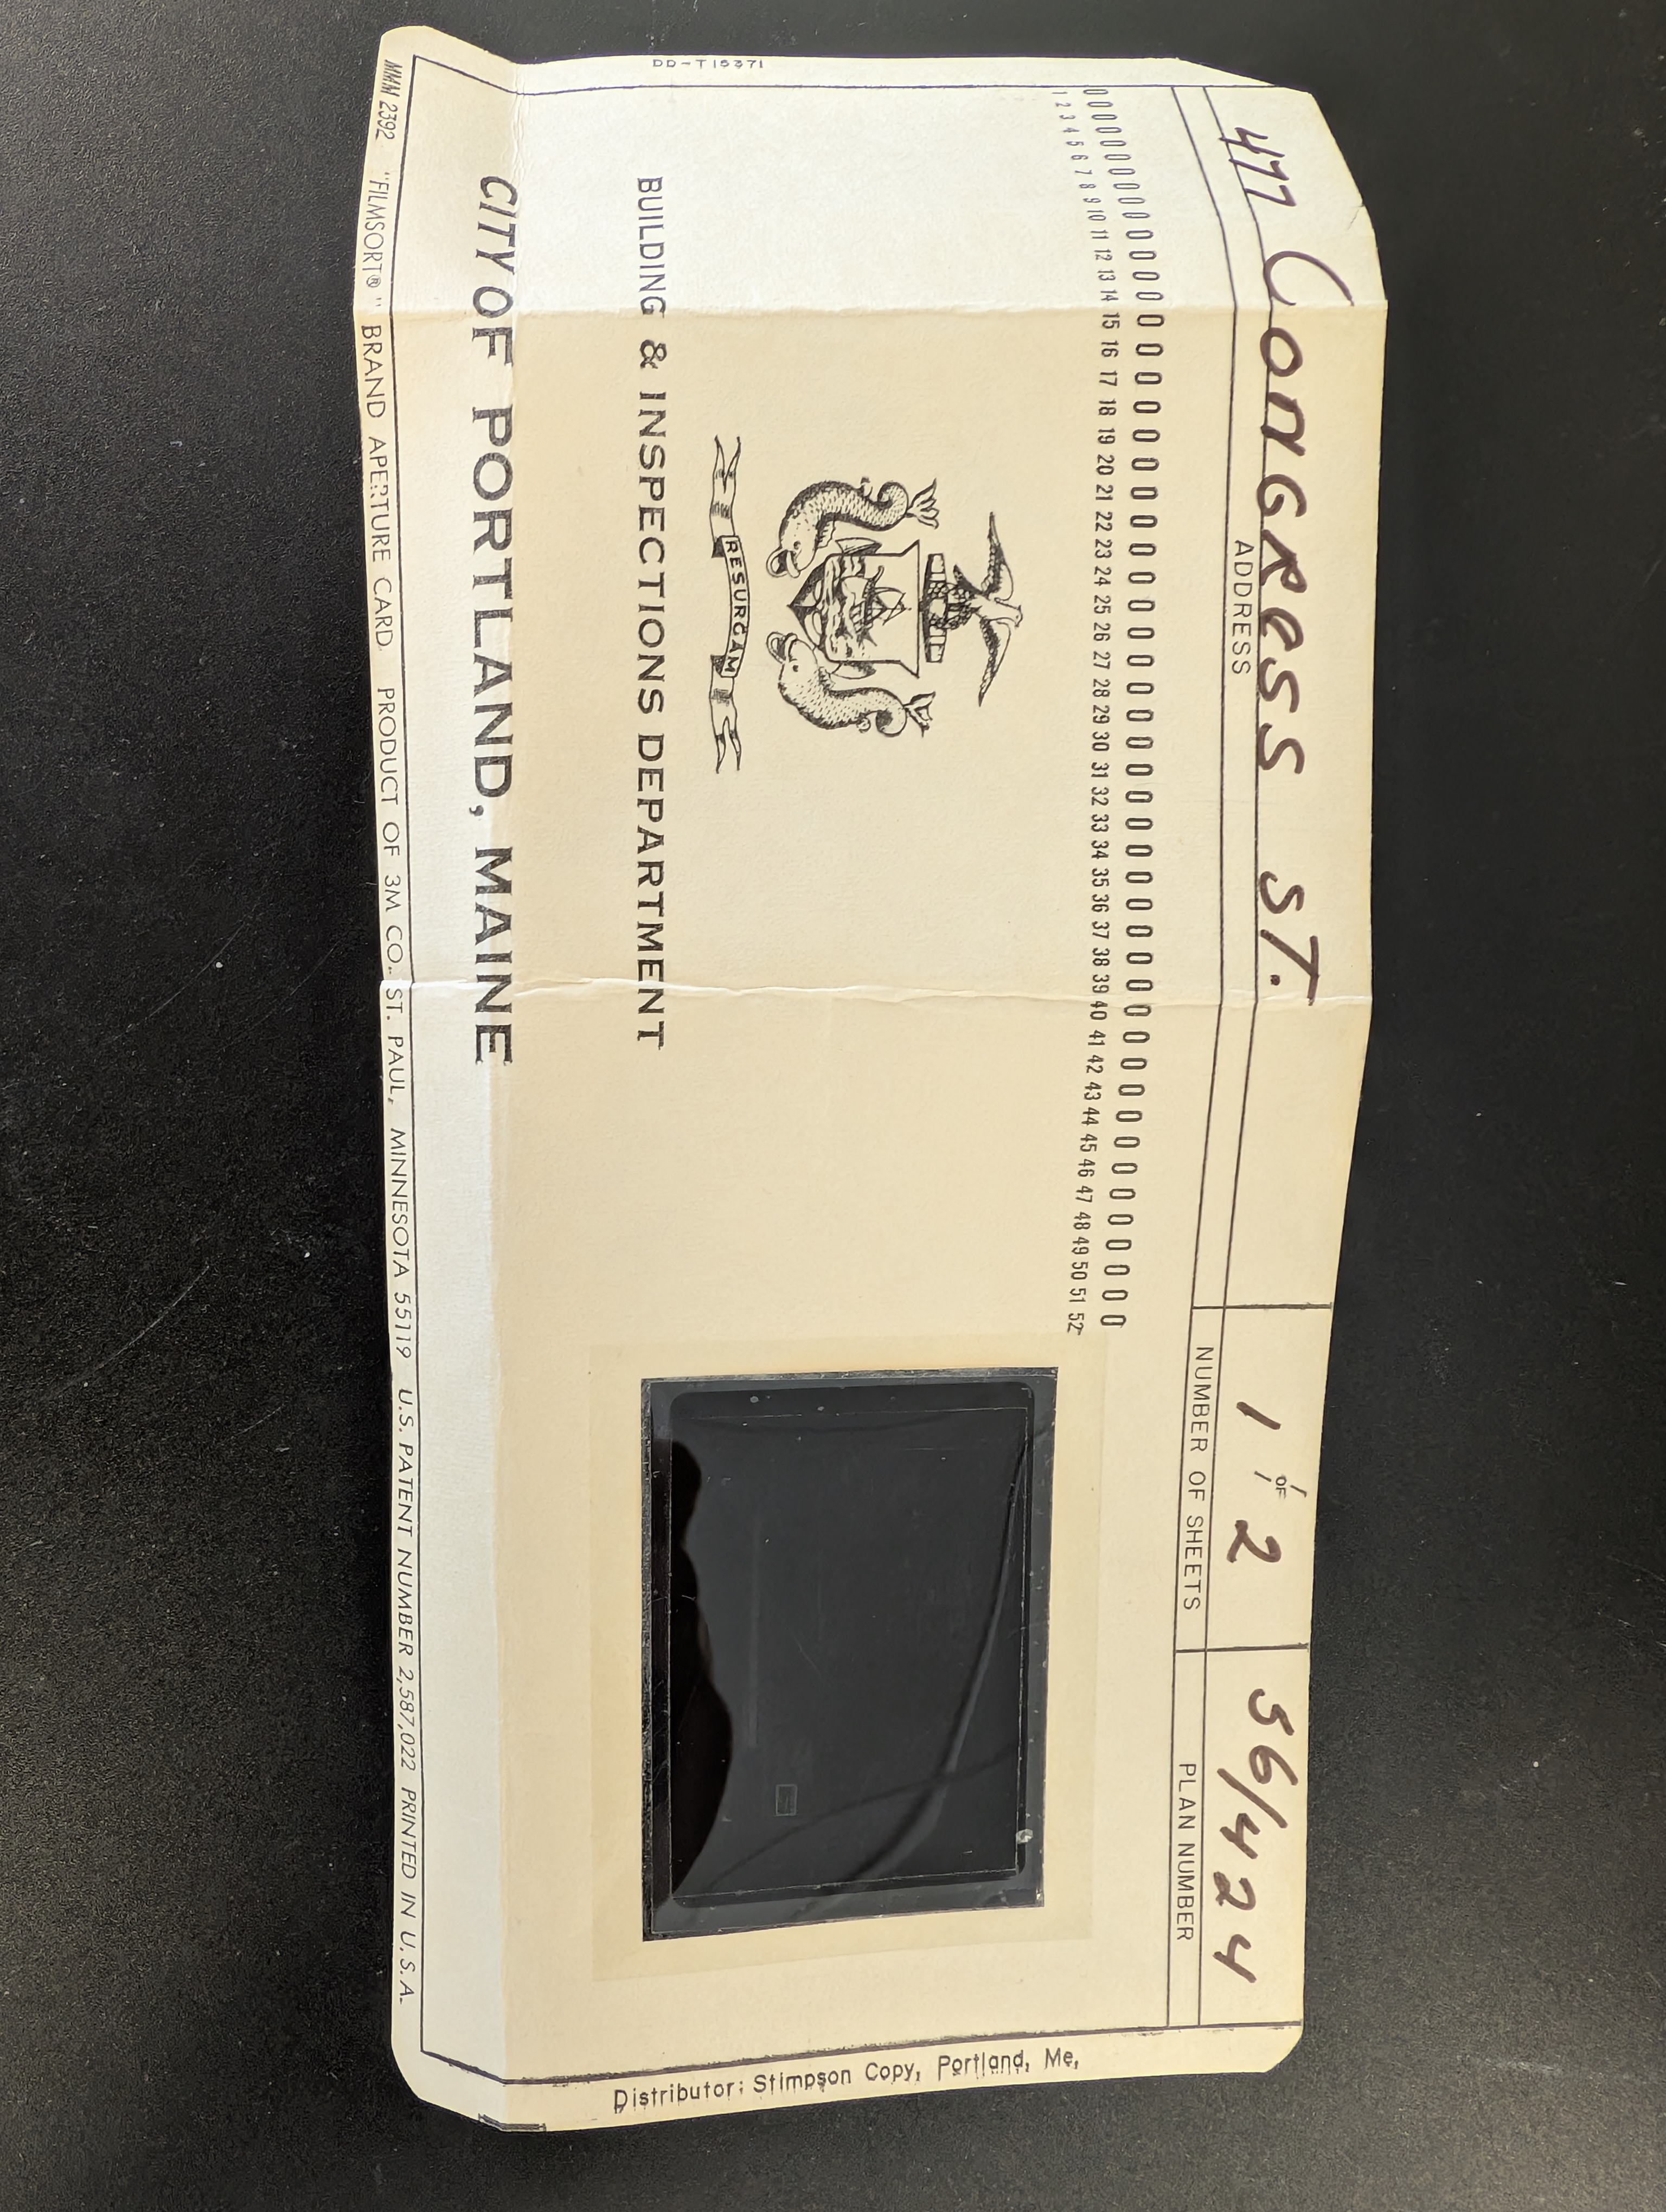 477 CONGRESS ST.
1 OF 2
56/424
ADDRESS
NUMBER OF SHEETS
PLAN NUMBER
0000000000000000000000000000000000000000000000000000
1 2 3 4 5 6 7 8 9 10 11 12 13 14 15 16 17 18 19 20 21 22 23 24 25 26 27 28 29 30 31 32 33 34 35 36 37 38 39 40 41 42 43 44 45 46 47 48 49 50 51 52
RESURGAM
BUILDING & INSPECTIONS DEPARTMENT
CITY OF PORTLAND, MAINE
MMM 2392 "FILMSORT®" BRAND APERTURE CARD. PRODUCT OF 3M CO. ST. PAUL, MINNESOTA 55119 U.S. PATENT NUMBER 2,587,022 PRINTED IN U.S.A.
Distributor: Stimpson Copy, Portland, Me,